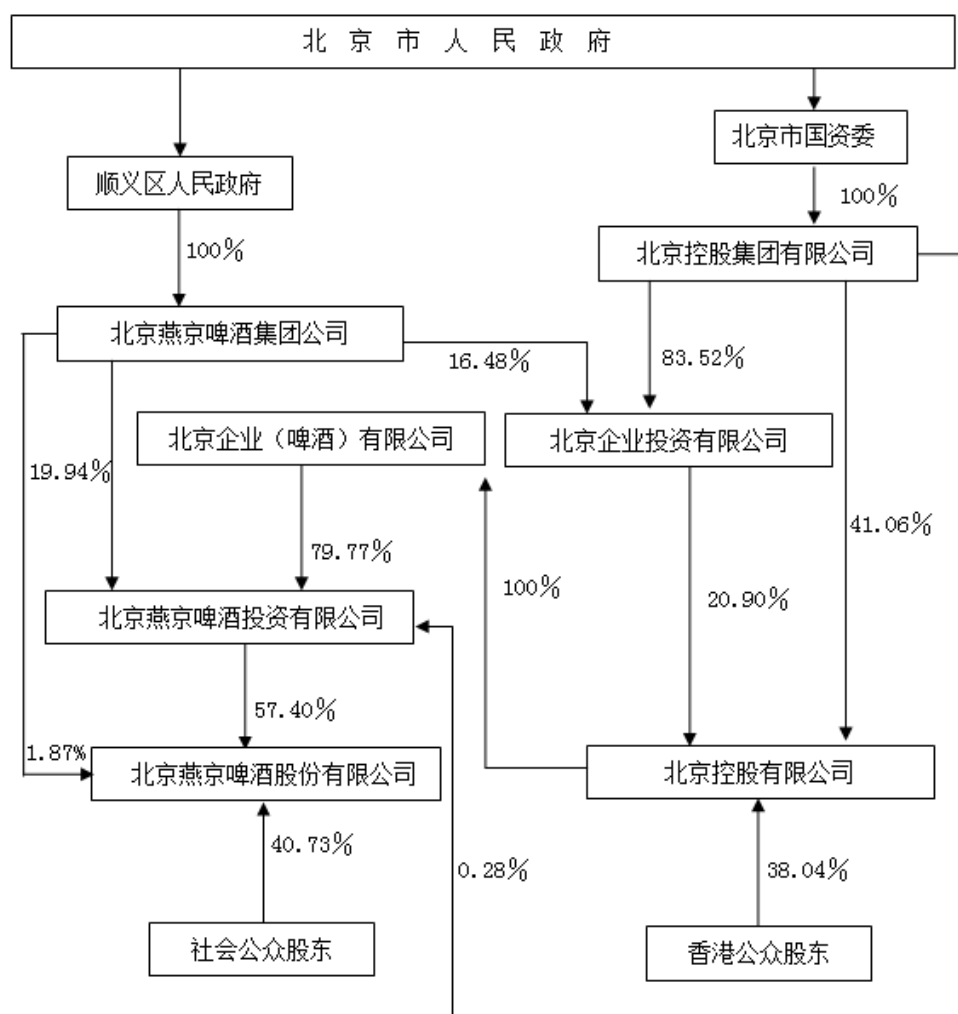 北京市人民政府
北京市国资委
顺义区人民政府
100%
100%
北京控股集团有限公司
北京燕京啤酒集团公司
16.48%
83.52%
北京企业（啤酒）有限公司
北京企业投资有限公司
19.94%
79.77%
100%
20.90%
41.06%
北京燕京啤酒投资有限公司
57.40%
1.87%
北京燕京啤酒股份有限公司
北京控股有限公司
40.73%
0.28%
38.04%
社会公众股东
香港公众股东